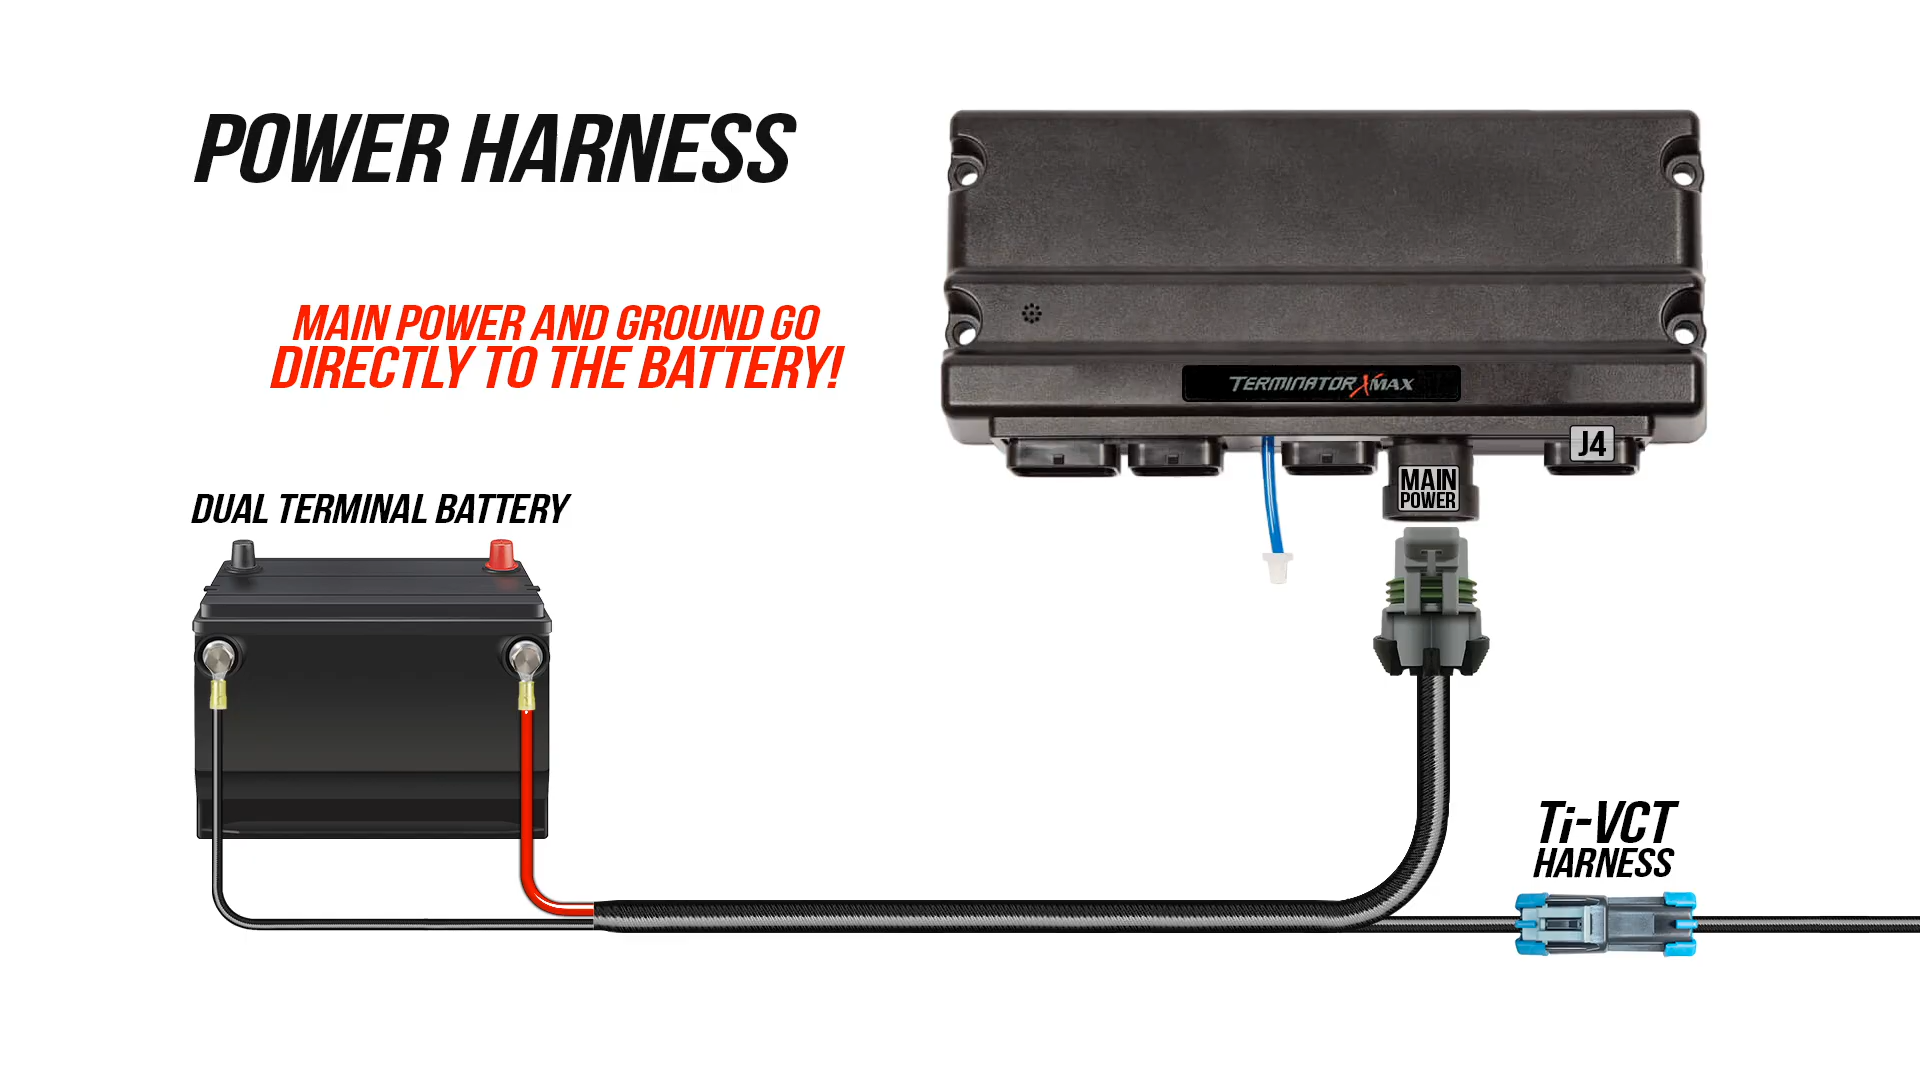 POWER HARNESS
MAIN POWER AND GROUND GO
DIRECTLY TO THE BATTERY!
TERMINATOR X MAX
J4
MAIN
POWER
DUAL TERMINAL BATTERY
Ti-VCT
HARNESS